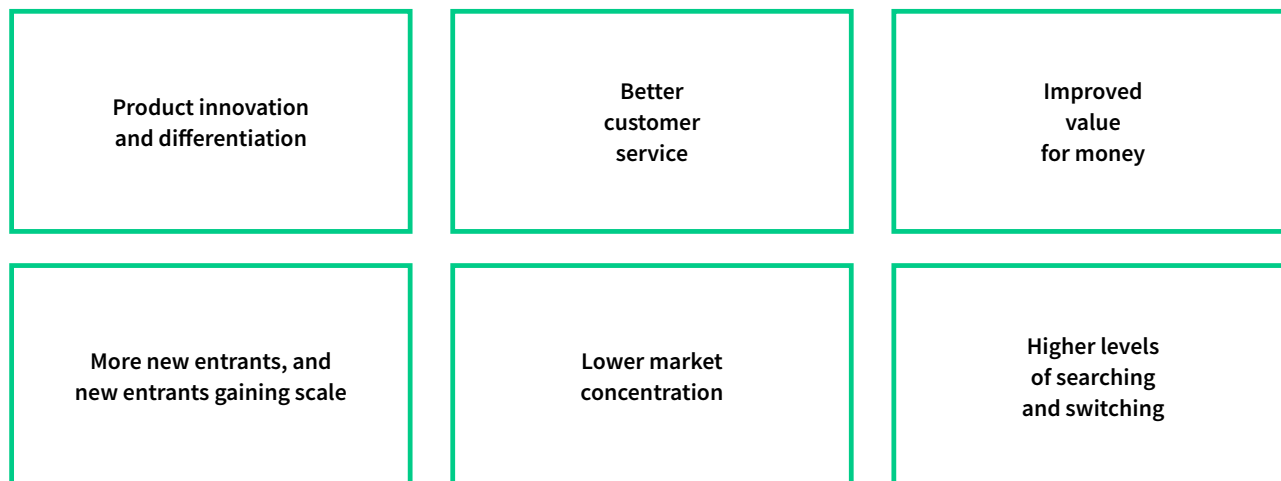 Product innovation
and differentiation
Better
customer
service
Improved
value
for money
More new entrants, and
new entrants gaining scale
Lower market
concentration
Higher levels
of searching
and switching